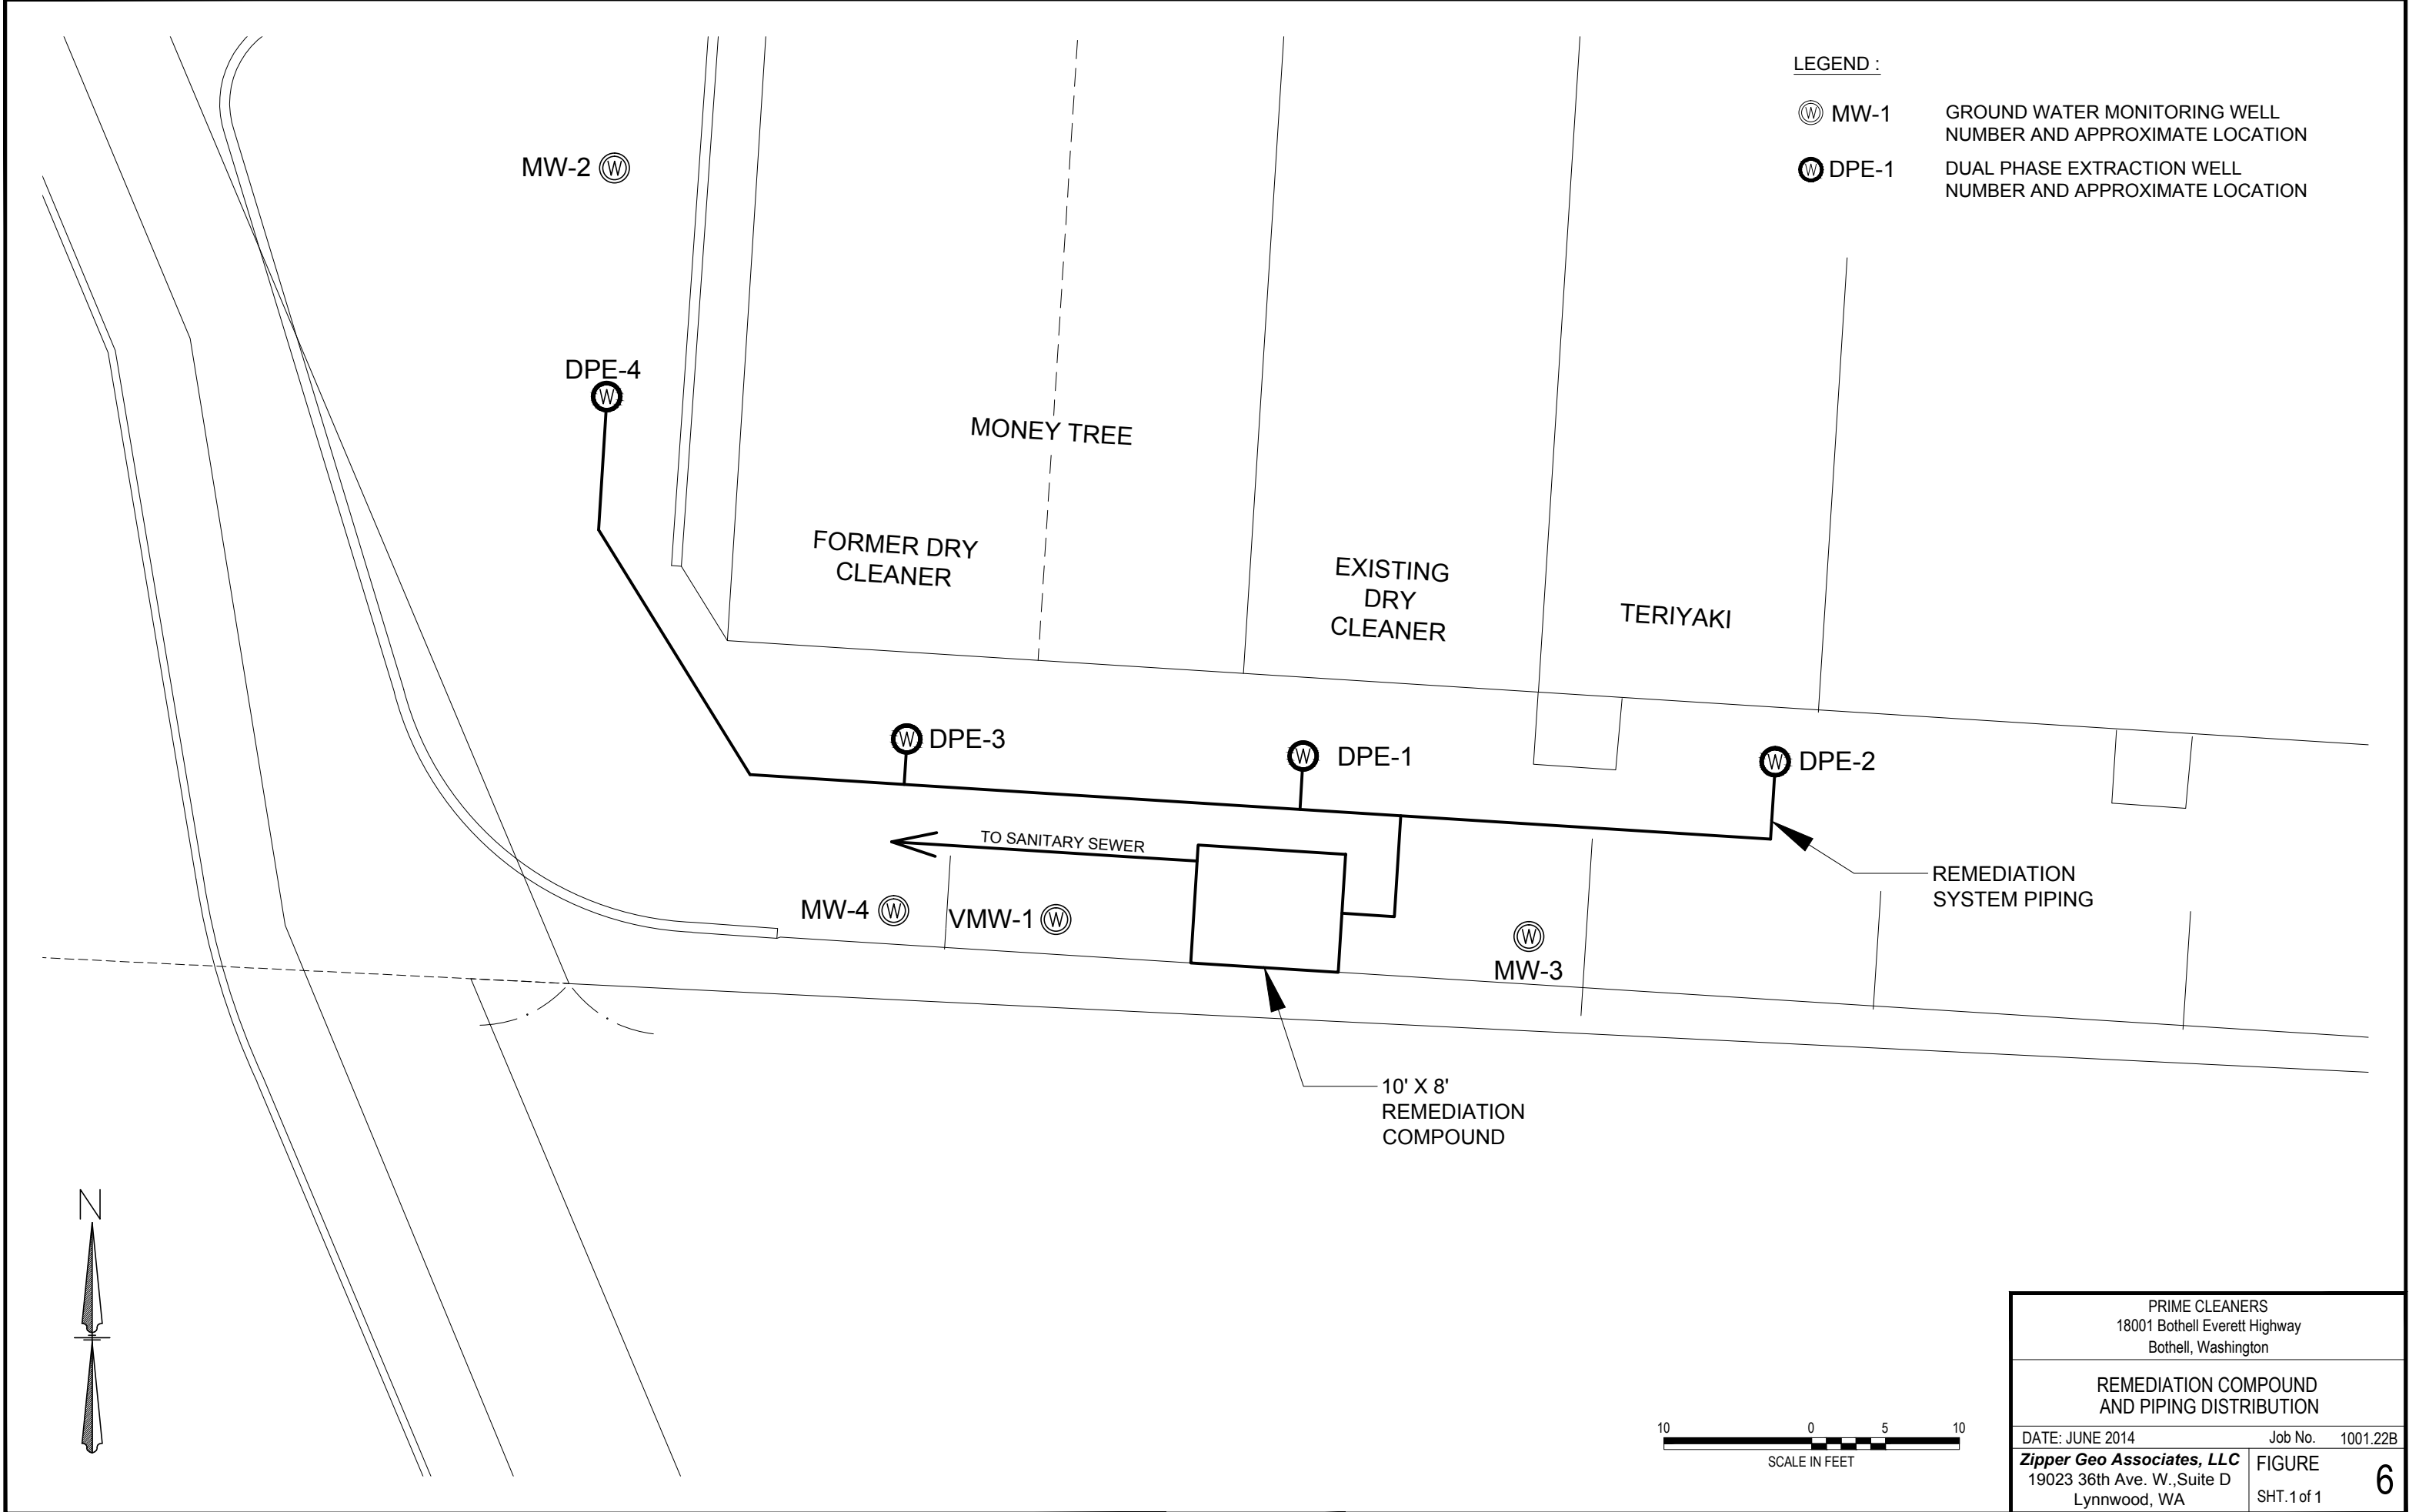 LEGEND :
W MW-1 GROUND WATER MONITORING WELL
NUMBER AND APPROXIMATE LOCATION
W DPE-1 DUAL PHASE EXTRACTION WELL
NUMBER AND APPROXIMATE LOCATION
MW-2 W
DPE-4
W
MONEY TREE
FORMER DRY
CLEANER
EXISTING
DRY
CLEANER
TERIYAKI
W DPE-3
W DPE-1
W DPE-2
TO SANITARY SEWER
REMEDIATION
SYSTEM PIPING
MW-4 W
VMW-1 W
W
MW-3
10' X 8'
REMEDIATION
COMPOUND
N
10 0 5 10
SCALE IN FEET
PRIME CLEANERS
18001 Bothell Everett Highway
Bothell, Washington
REMEDIATION COMPOUND
AND PIPING DISTRIBUTION
DATE: JUNE 2014 Job No. 1001.22B
Zipper Geo Associates, LLC
19023 36th Ave. W.,Suite D
Lynnwood, WA
FIGURE 6
SHT.1 of 1